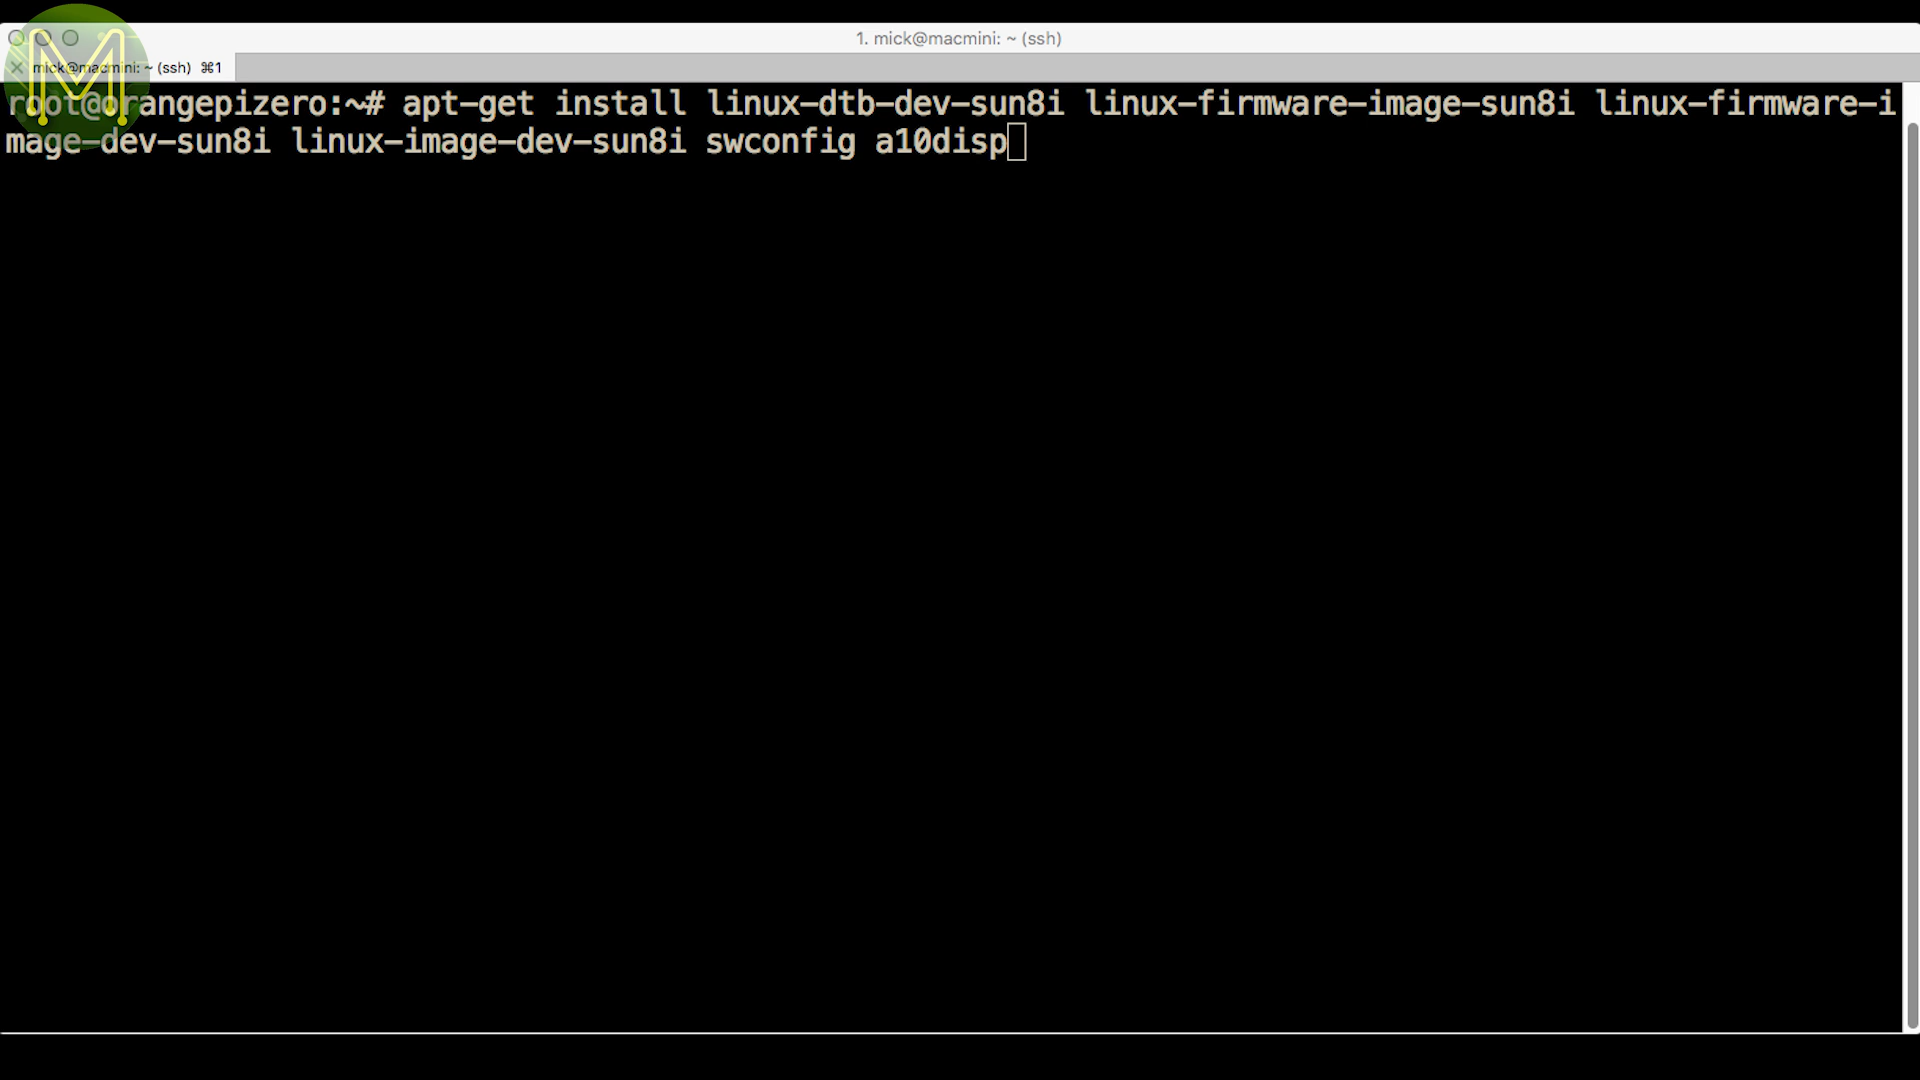 1. mick@macmini: ~ (ssh)
mick@macmini: ~ (ssh) ⌘1
root@orangepizero:~# apt-get install linux-dtb-dev-sun8i linux-firmware-image-sun8i linux-firmware-i
mage-dev-sun8i linux-image-dev-sun8i swconfig a10disp
M